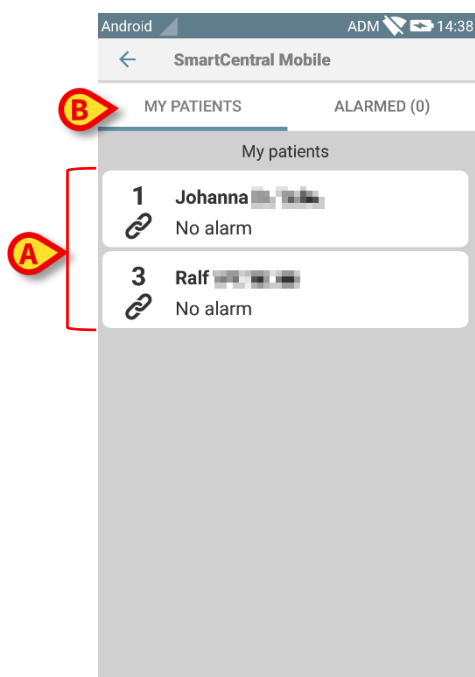 Android ADM 14:38
SmartCentral Mobile
B MY PATIENTS ALARMED (0)
My patients
1 Johanna
No alarm
A
3 Ralf
No alarm